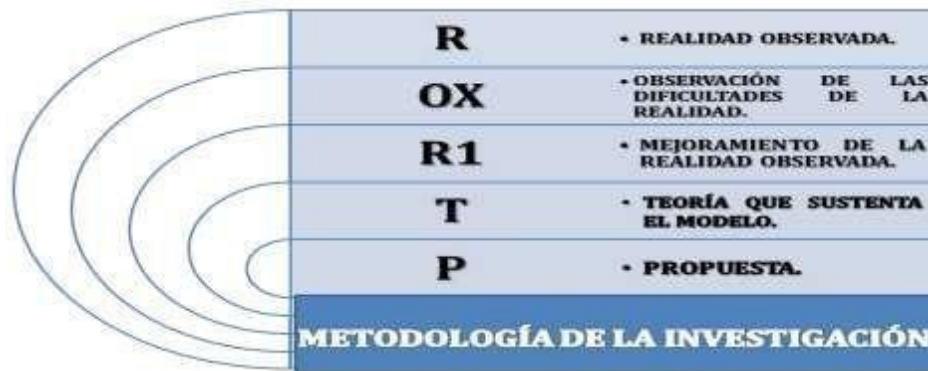 R
• REALIDAD OBSERVADA.
OX
• OBSERVACIÓN DE LAS
DIFICULTADES DE LA
REALIDAD.
R1
• MEJORAMIENTO DE LA
REALIDAD OBSERVADA.
T
• TEORÍA QUE SUSTENTA
EL MODELO.
P
• PROPUESTA.
METODOLOGÍA DE LA INVESTIGACIÓN